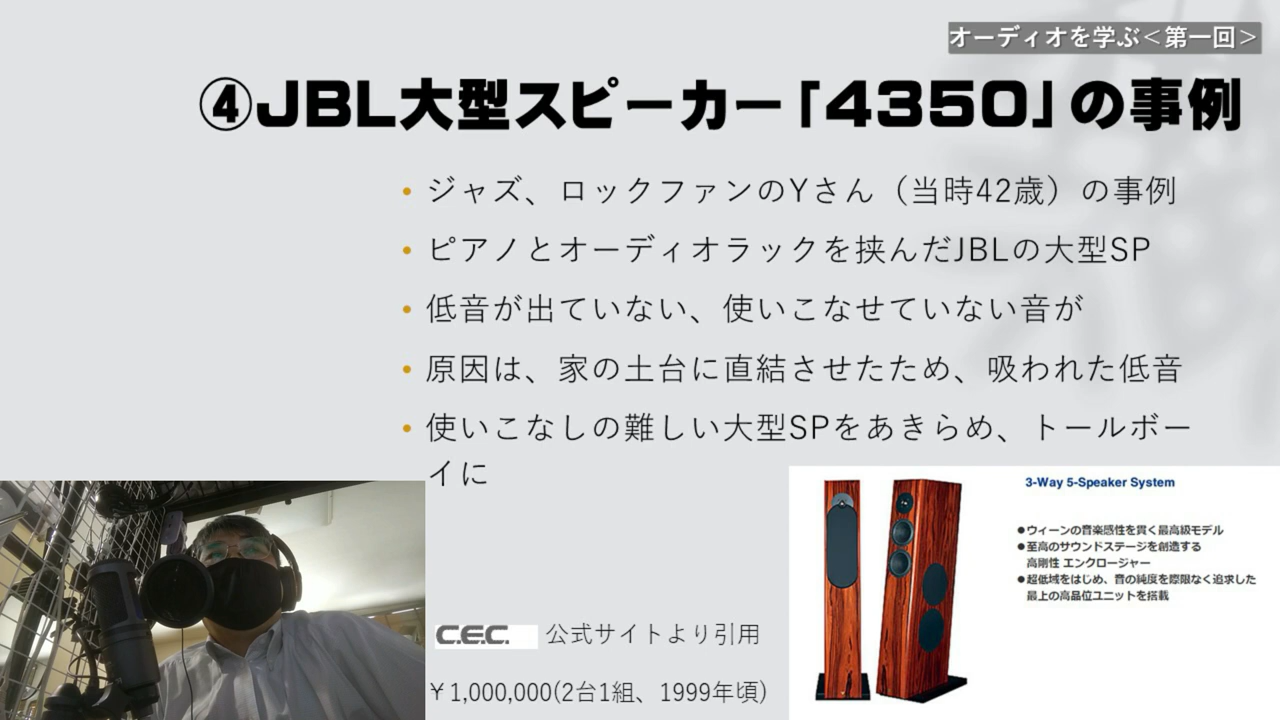 オーディオを学ぶ＜第一回＞
④JBL大型スピーカー「4350」の事例
• ジャズ、ロックファンのYさん（当時42歳）の事例
• ピアノとオーディオラックを挟んだJBLの大型SP
• 低音が出ていない、使いこなせていない音が
• 原因は、家の土台に直結させたため、吸われた低音
• 使いこなしの難しい大型SPをあきらめ、トールボー
イに
3-Way 5-Speaker System
●ウィーンの音楽感性を貫く最高級モデル
●至高のサウンドステージを創造する
高剛性 エンクロージャー
●超低域をはじめ、音の純度を際限なく追求した
最上の高品位ユニットを搭載
C.E.C. 公式サイトより引用
￥1,000,000(2台1組、1999年頃)